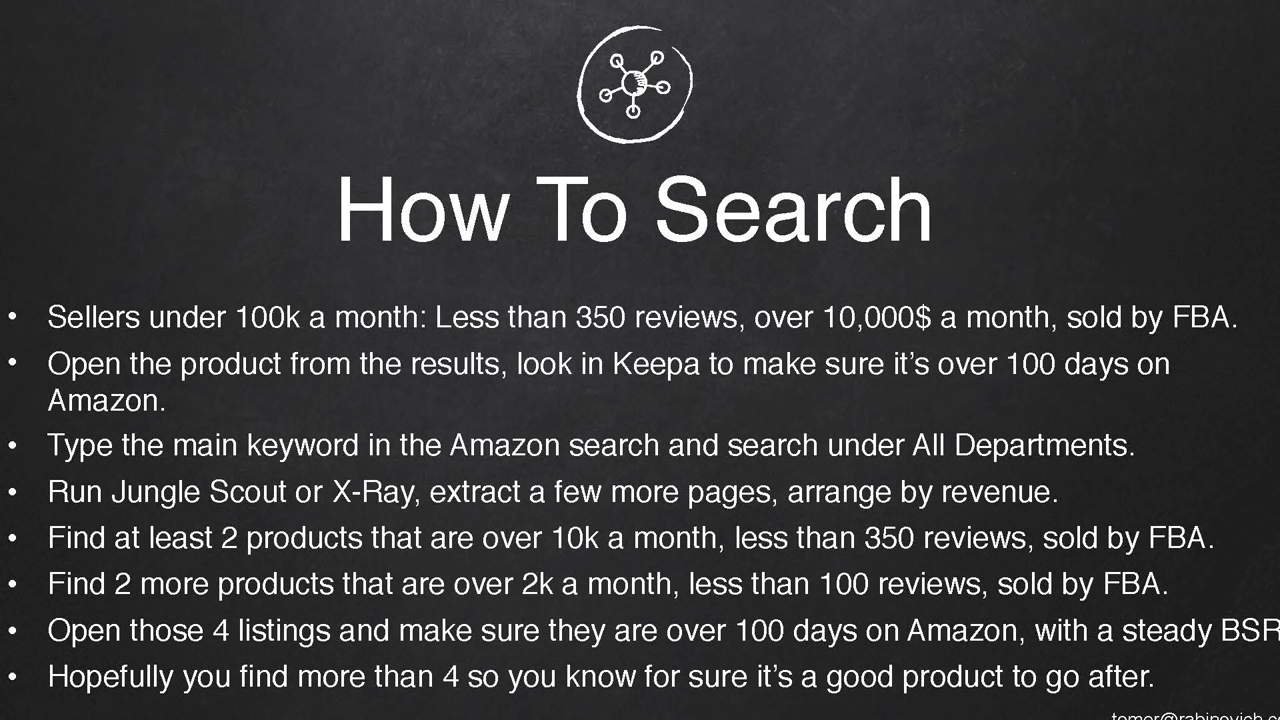 How To Search
• Sellers under 100k a month: Less than 350 reviews, over 10,000$ a month, sold by FBA.
• Open the product from the results, look in Keepa to make sure it’s over 100 days on
Amazon.
• Type the main keyword in the Amazon search and search under All Departments.
• Run Jungle Scout or X-Ray, extract a few more pages, arrange by revenue.
• Find at least 2 products that are over 10k a month, less than 350 reviews, sold by FBA.
• Find 2 more products that are over 2k a month, less than 100 reviews, sold by FBA.
• Open those 4 listings and make sure they are over 100 days on Amazon, with a steady BSR
• Hopefully you find more than 4 so you know for sure it’s a good product to go after.